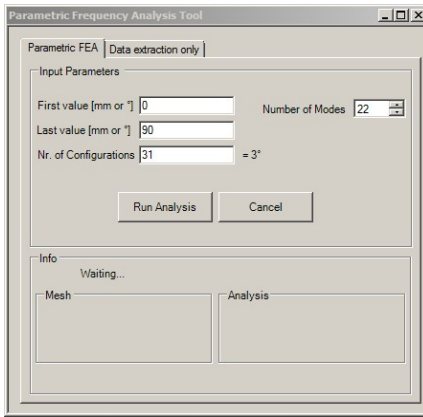 Parametric Frequency Analysis Tool
Parametric FEA Data extraction only
Input Parameters
First value [mm or °] 0 Number of Modes 22
Last value [mm or °] 90
Nr. of Configurations 31 = 3°
Run Analysis Cancel
Info
Waiting...
Mesh Analysis